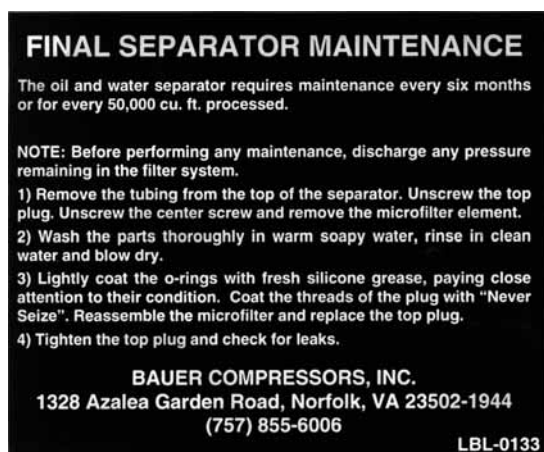 FINAL SEPARATOR MAINTENANCE
The oil and water separator requires maintenance every six months
or for every 50,000 cu. ft. processed.
NOTE: Before performing any maintenance, discharge any pressure
remaining in the filter system.
1) Remove the tubing from the top of the separator. Unscrew the top
plug. Unscrew the center screw and remove the microfilter element.
2) Wash the parts thoroughly in warm soapy water, rinse in clean
water and blow dry.
3) Lightly coat the o-rings with fresh silicone grease, paying close
attention to their condition. Coat the threads of the plug with “Never
Seize”. Reassemble the microfilter and replace the top plug.
4) Tighten the top plug and check for leaks.
BAUER COMPRESSORS, INC.
1328 Azalea Garden Road, Norfolk, VA 23502-1944
(757) 855-6006
LBL-0133